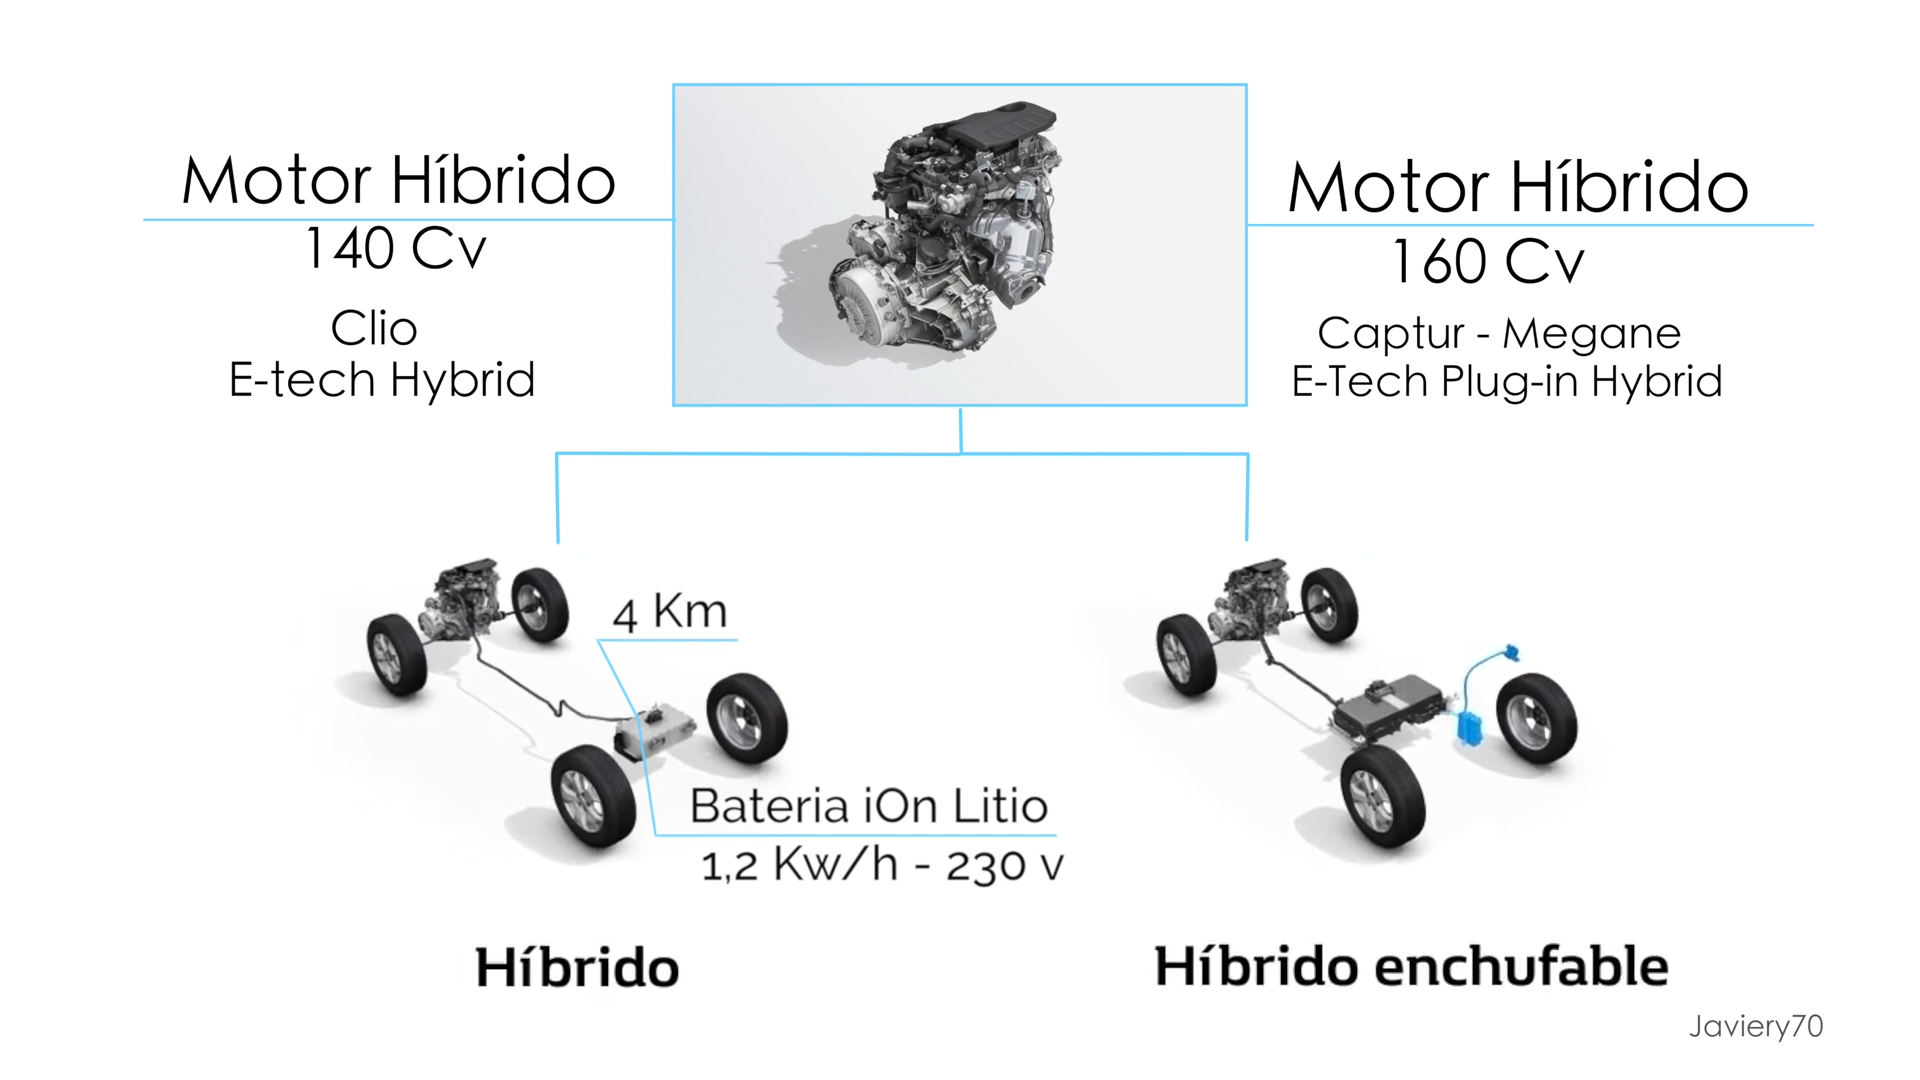 Motor Híbrido
140 Cv
Clio
E-tech Hybrid
Motor Híbrido
160 Cv
Captur - Megane
E-Tech Plug-in Hybrid
4 Km
Bateria iOn Litio
1,2 Kw/h - 230 v
Híbrido
Híbrido enchufable
Javiery70